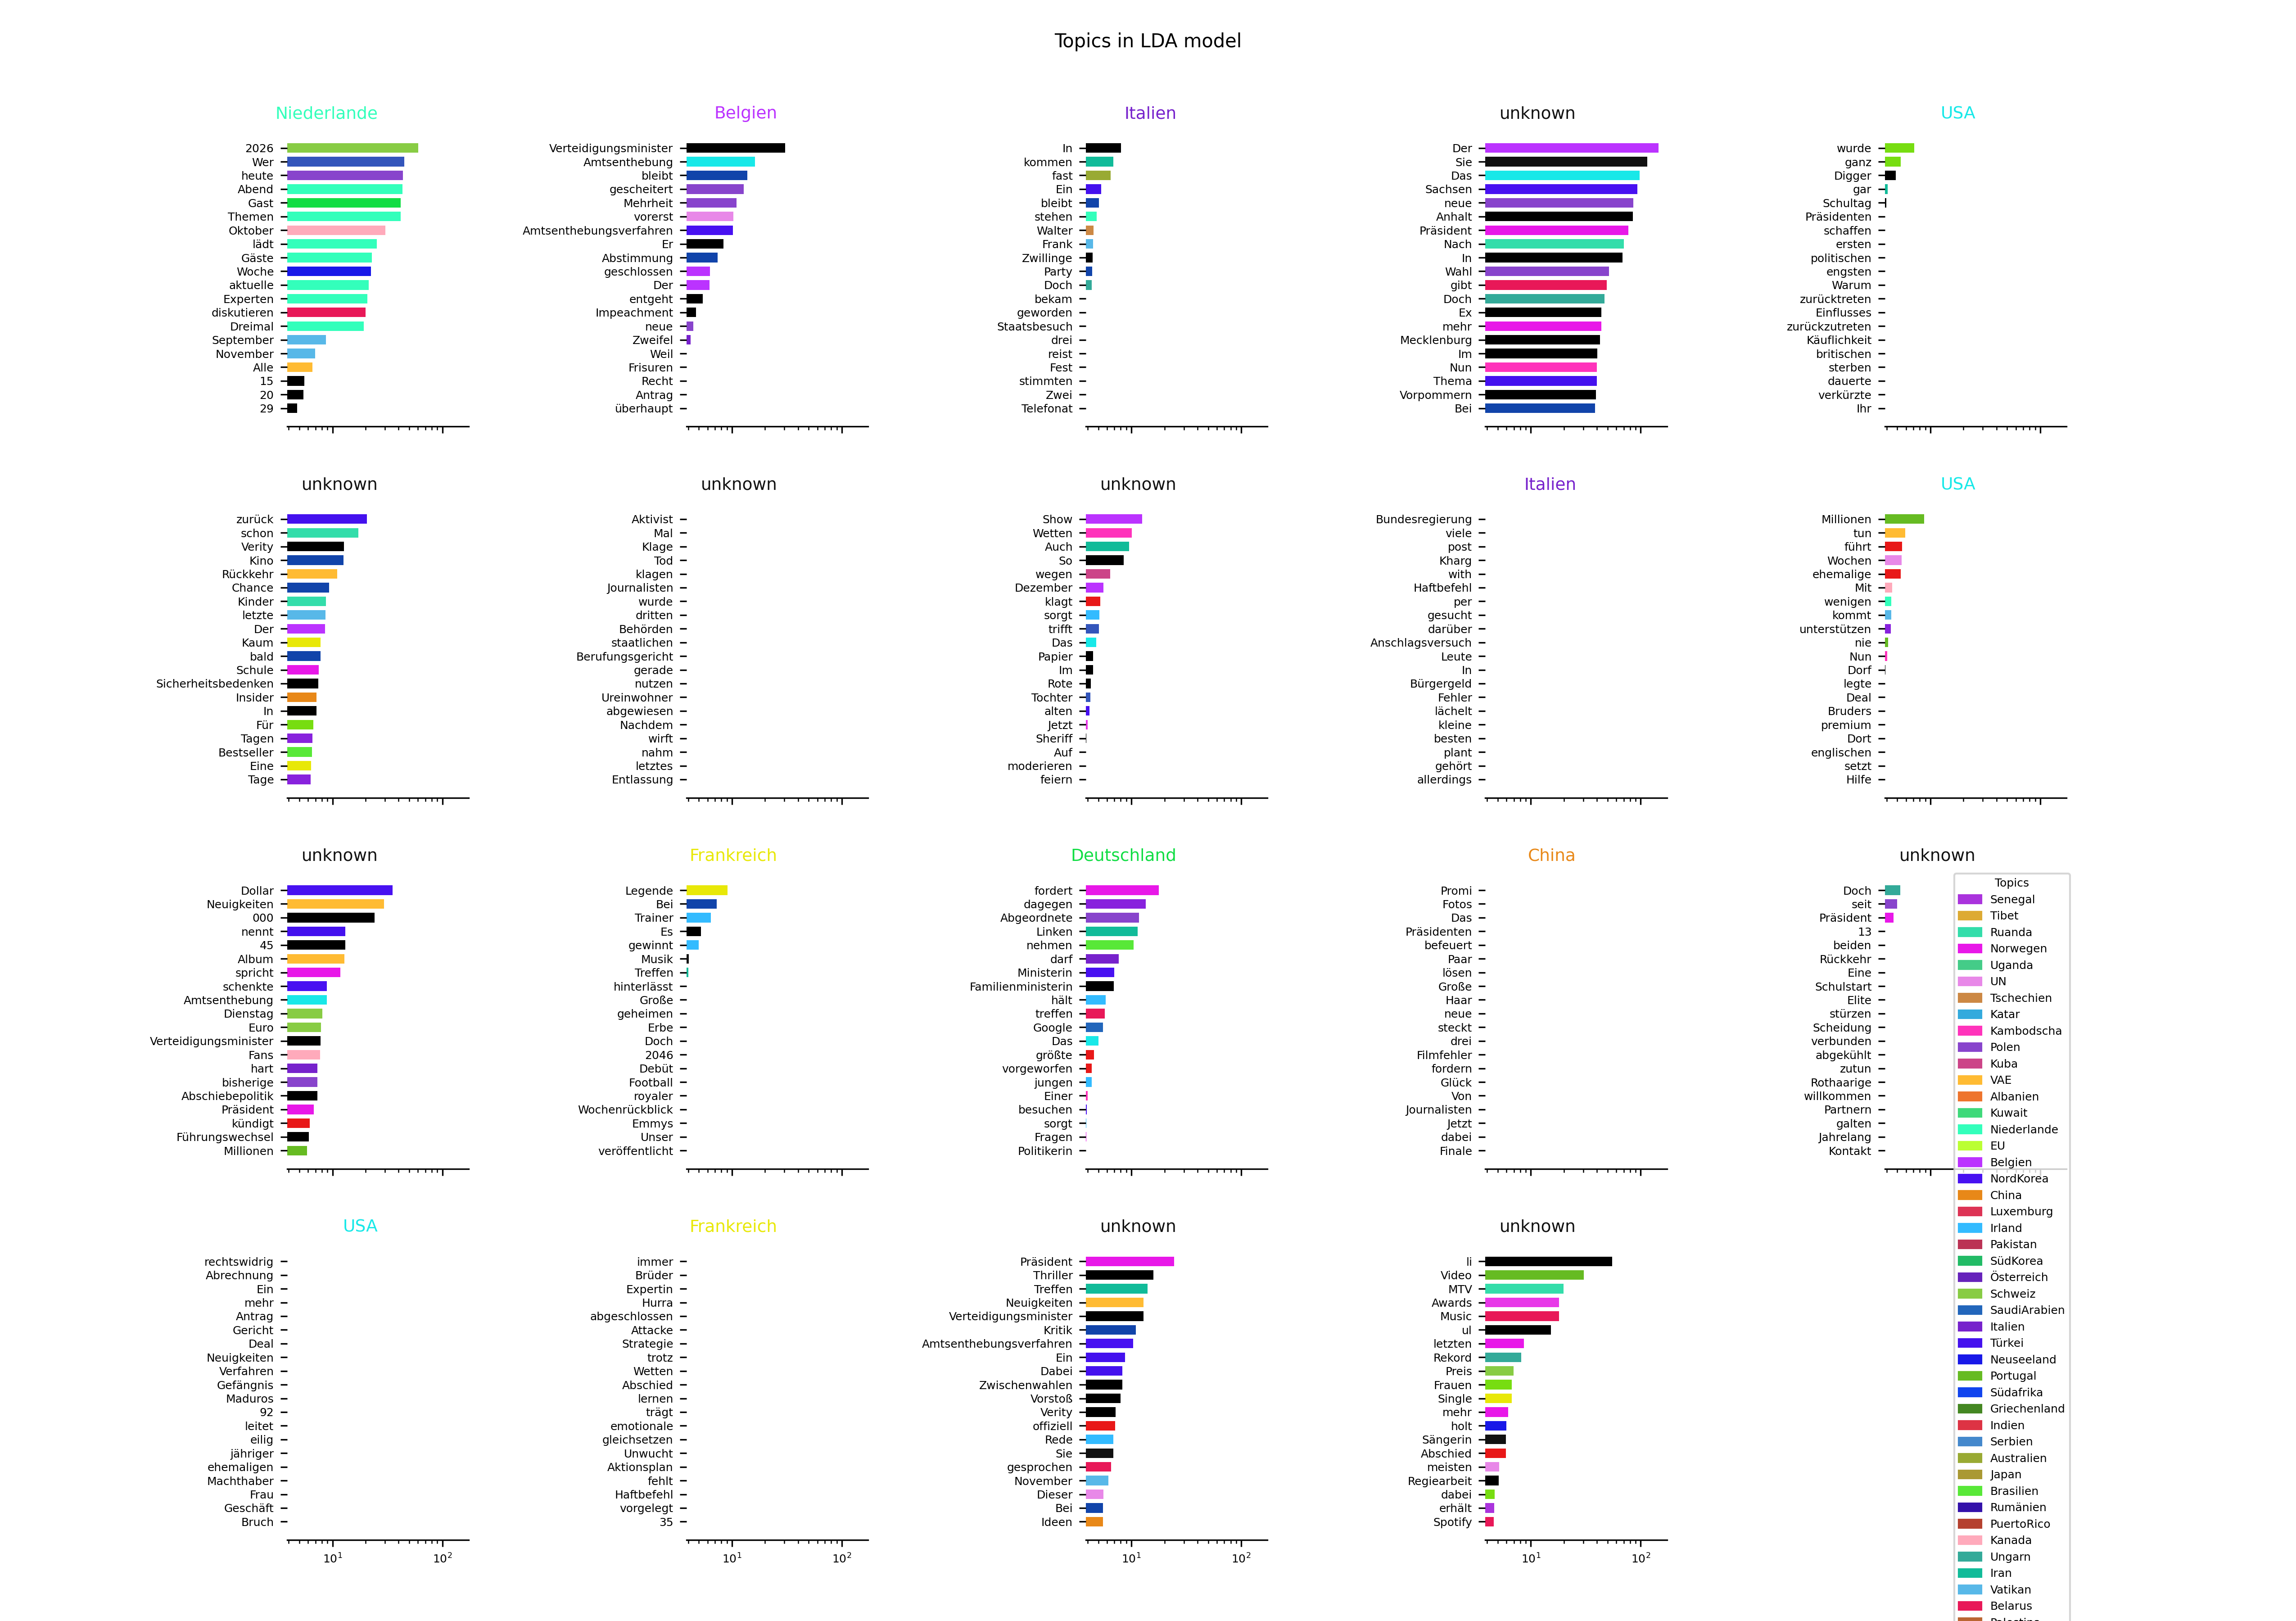 Topics in LDA model
Niederlande
2026
Wer
heute
Abend
Gast
Themen
Oktober
lädt
Gäste
Woche
aktuelle
Experten
diskutieren
Dreimal
September
November
Alle
15
20
29
Belgien
Verteidigungsminister
Amtsenthebung
bleibt
gescheitert
Mehrheit
vorerst
Amtsenthebungsverfahren
Er
Abstimmung
geschlossen
Der
entgeht
Impeachment
neue
Zweifel
Weil
Frisuren
Recht
Antrag
überhaupt
Italien
In
kommen
fast
Ein
bleibt
stehen
Walter
Frank
Zwillinge
Party
Doch
bekam
geworden
Staatsbesuch
drei
reist
Fest
stimmten
Zwei
Telefonat
unknown
Der
Sie
Das
Sachsen
neue
Anhalt
Präsident
Nach
In
Wahl
gibt
Doch
Ex
mehr
Mecklenburg
Im
Nun
Thema
Vorpommern
Bei
USA
wurde
ganz
Digger
gar
Schultag
Präsidenten
schaffen
ersten
politischen
engsten
Warum
zurücktreten
Einflusses
zurückzutreten
Käuflichkeit
britischen
sterben
dauerte
verkürzte
Ihr
unknown
zurück
schon
Verity
Kino
Rückkehr
Chance
Kinder
letzte
Der
Kaum
bald
Schule
Sicherheitsbedenken
Insider
In
Für
Tagen
Bestseller
Eine
Tage
unknown
Aktivist
Mal
Klage
Tod
klagen
Journalisten
wurde
dritten
Behörden
staatlichen
Berufungsgericht
gerade
nutzen
Ureinwohner
abgewiesen
Nachdem
wirft
nahm
letztes
Entlassung
unknown
Show
Wetten
Auch
So
wegen
Dezember
klagt
sorgt
trifft
Das
Papier
Im
Rote
Tochter
alten
Jetzt
Sheriff
Auf
moderieren
feiern
Italien
Bundesregierung
viele
post
Kharg
with
Haftbefehl
per
gesucht
darüber
Anschlagsversuch
Leute
In
Bürgergeld
Fehler
lächelt
kleine
besten
plant
gehört
allerdings
USA
Millionen
tun
führt
Wochen
ehemalige
Mit
wenigen
kommt
unterstützen
nie
Nun
Dorf
legte
Deal
Bruders
premium
Dort
englischen
setzt
Hilfe
unknown
Dollar
Neuigkeiten
000
nennt
45
Album
spricht
schenkte
Amtsenthebung
Dienstag
Euro
Verteidigungsminister
Fans
hart
bisherige
Abschiebepolitik
Präsident
kündigt
Führungswechsel
Millionen
Frankreich
Legende
Bei
Trainer
Es
gewinnt
Musik
Treffen
hinterlässt
Große
geheimen
Erbe
Doch
2046
Debüt
Football
royaler
Wochenrückblick
Emmys
Unser
veröffentlicht
Deutschland
fordert
dagegen
Abgeordnete
Linken
nehmen
darf
Ministerin
Familienministerin
hält
treffen
Google
Das
größte
vorgeworfen
jungen
Einer
besuchen
sorgt
Fragen
Politikerin
China
Promi
Fotos
Das
Präsidenten
befeuert
Paar
lösen
Große
Haar
neue
steckt
drei
Filmfehler
fordern
Glück
Von
Journalisten
Jetzt
dabei
Finale
unknown
Doch
seit
Präsident
13
beiden
Rückkehr
Eine
Schulstart
Elite
stürzen
Scheidung
verbunden
abgekühlt
zutun
Rothaarige
willkommen
Partnern
galten
Jahrelang
Kontakt
Topics
Senegal
Tibet
Ruanda
Norwegen
Uganda
UN
Tschechien
Katar
Kambodscha
Polen
Kuba
VAE
Albanien
Kuwait
Niederlande
EU
Belgien
NordKorea
China
Luxemburg
Irland
Pakistan
SüdKorea
Österreich
Schweiz
SaudiArabien
Italien
Türkei
Neuseeland
Portugal
Südafrika
Griechenland
Indien
Serbien
Australien
Japan
Brasilien
Rumänien
PuertoRico
Kanada
Ungarn
Iran
Vatikan
Belarus
USA
rechtswidrig
Abrechnung
Ein
mehr
Antrag
Gericht
Deal
Neuigkeiten
Verfahren
Gefängnis
Maduros
92
leitet
eilig
jähriger
ehemaligen
Machthaber
Frau
Geschäft
Bruch
10¹ 10²
Frankreich
immer
Brüder
Expertin
Hurra
abgeschlossen
Attacke
Strategie
trotz
Wetten
Abschied
lernen
trägt
emotionale
gleichsetzen
Unwucht
Aktionsplan
fehlt
Haftbefehl
vorgelegt
35
10¹ 10²
unknown
Präsident
Thriller
Treffen
Neuigkeiten
Verteidigungsminister
Kritik
Amtsenthebungsverfahren
Ein
Dabei
Zwischenwahlen
Vorstoß
Verity
offiziell
Rede
Sie
gesprochen
November
Dieser
Bei
Ideen
10¹ 10²
unknown
li
Video
MTV
Awards
Music
ul
letzten
Rekord
Preis
Frauen
Single
mehr
holt
Sängerin
Abschied
meisten
Regiearbeit
dabei
erhält
Spotify
10¹ 10²